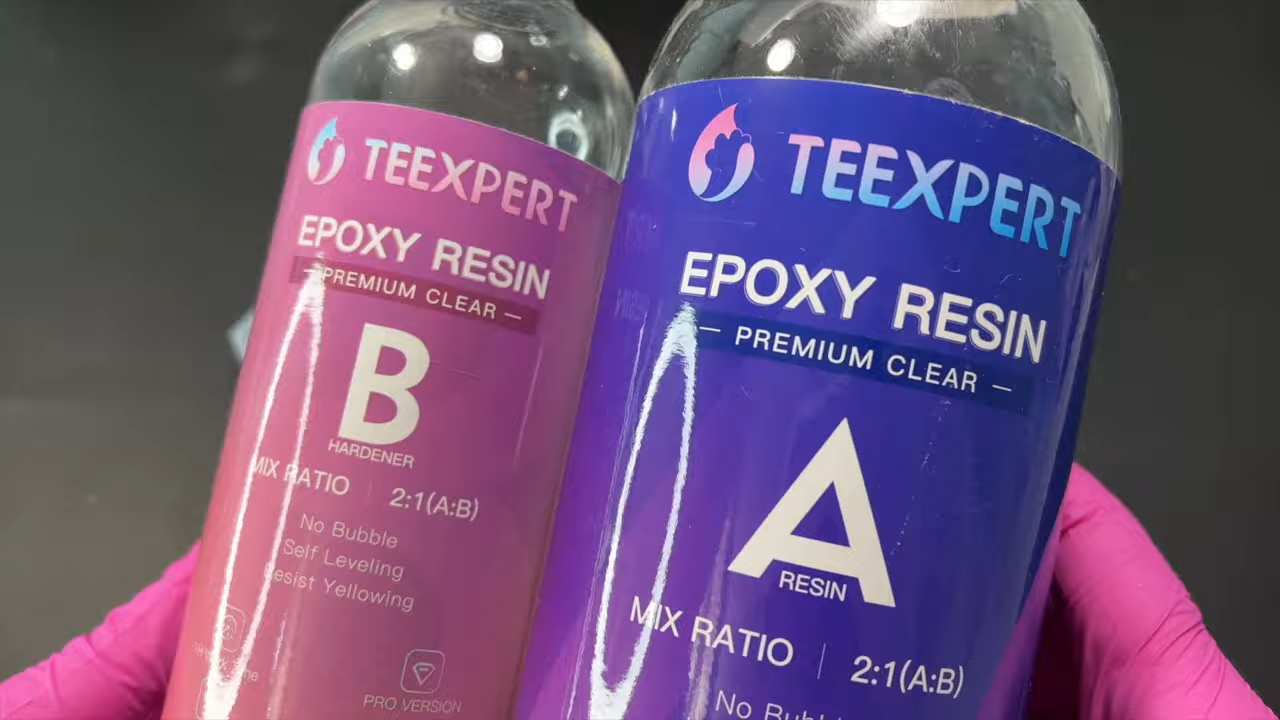 TEEXPERT
EPOXY RESIN
— PREMIUM CLEAR —
B
HARDENER
MIX RATIO | 2:1(A:B)
No Bubble
Self Leveling
Resist Yellowing
PRO VERSION
TEEXPERT
EPOXY RESIN
— PREMIUM CLEAR —
A
RESIN
MIX RATIO | 2:1(A:B)
No